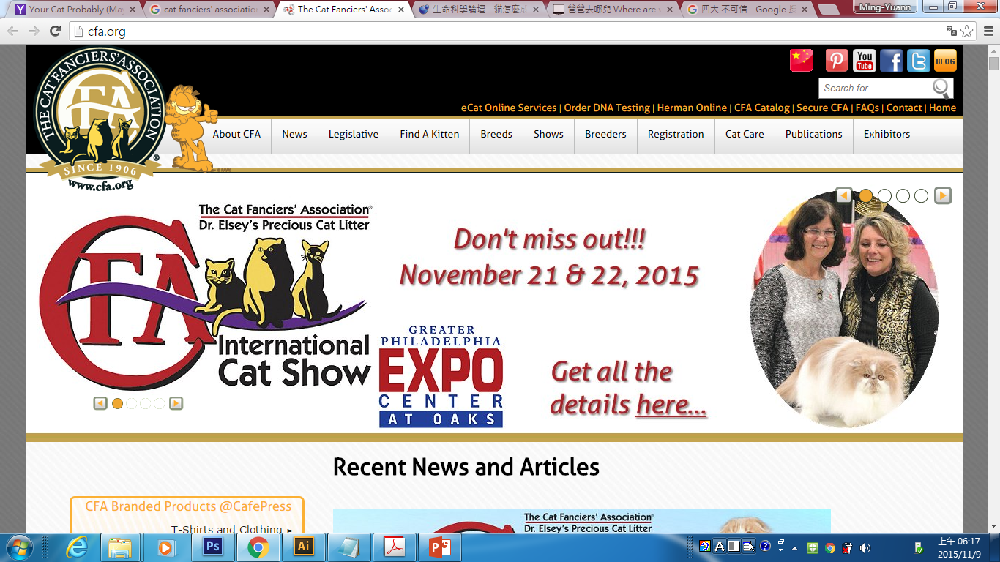 Your Cat Probably (Ma
cat fanciers' association
The Cat Fanciers' Assoc
生命科學論壇 - 貓怎麼
爸爸去哪兒 Where are
四大 不可信 - Google
Ming-Yuann
cfa.org
THE CAT FANCIERS' ASSOCIATION
CFA
SINCE 1906
www.cfa.org
You Tube
BLOG
Search for...
eCat Online Services | Order DNA Testing | Herman Online | CFA Catalog | Secure CFA | FAQs | Contact | Home
About CFA News Legislative Find A Kitten Breeds Shows Breeders Registration Cat Care Publications Exhibitors
The Cat Fanciers' Association®
Dr. Elsey's Precious Cat Litter
CFA
International
Cat Show
Don't miss out!!!
November 21 & 22, 2015
GREATER
PHILADELPHIA
EXPO
CENTER
AT OAKS
Get all the
details here...
Recent News and Articles
CFA Branded Products @CafePress
T-Shirts and Clothing
The Cat Fanciers' Association®
Dr. Elsey's Precious Cat Litter
Ps
Ai
A
上午 06:17
2015/11/9